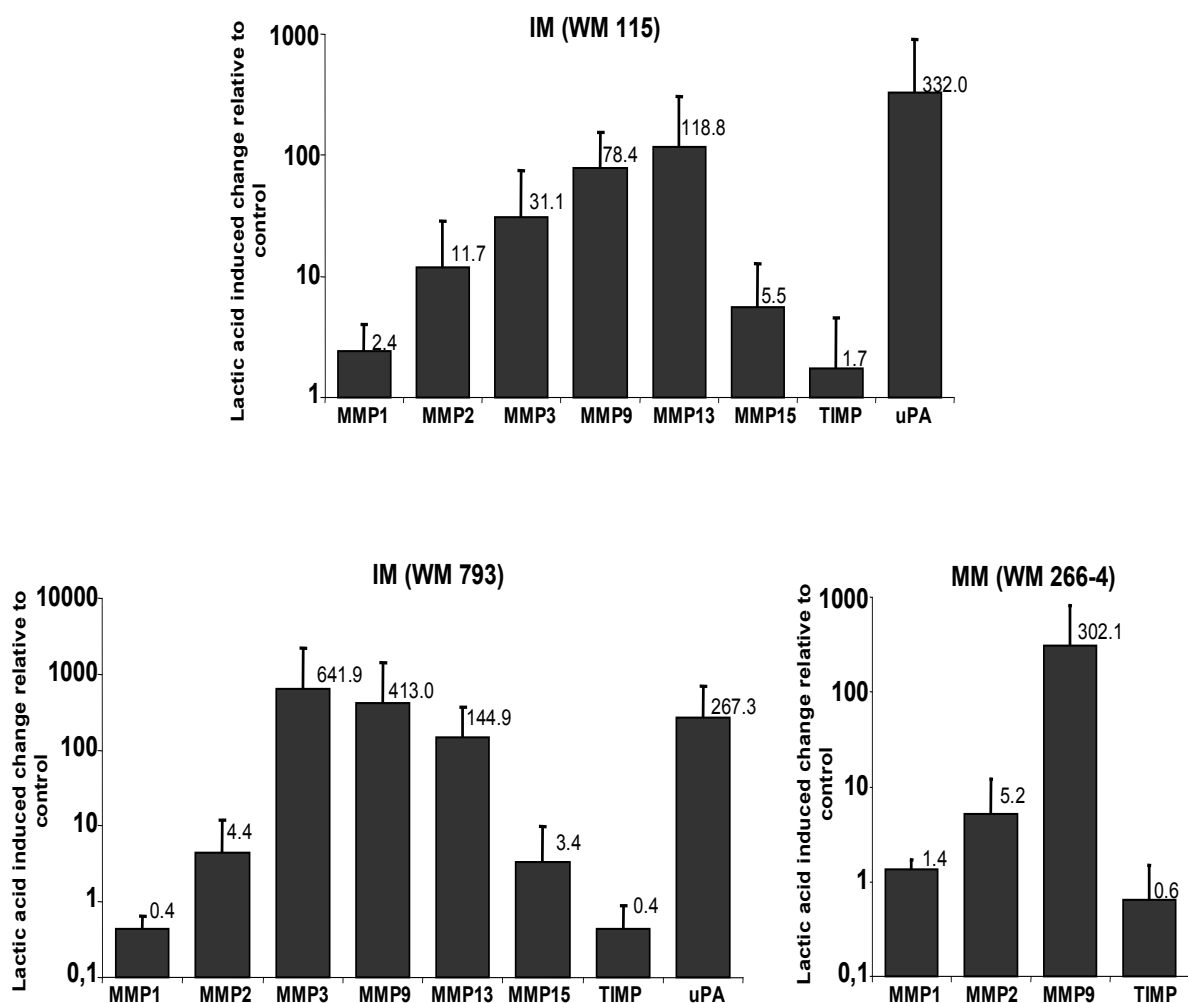 IM (WM 115)
Lactic acid induced change relative to
control
1000
100
10
1
2.4
11.7
31.1
78.4
118.8
5.5
1.7
332.0
MMP1 MMP2 MMP3 MMP9 MMP13 MMP15 TIMP uPA
IM (WM 793)
Lactic acid induced change relative to
control
10000
1000
100
10
1
0,1
0.4
4.4
641.9
413.0
144.9
3.4
0.4
267.3
MMP1 MMP2 MMP3 MMP9 MMP13 MMP15 TIMP uPA
MM (WM 266-4)
Lactic acid induced change relative to
control
1000
100
10
1
0,1
1.4
5.2
302.1
0.6
MMP1 MMP2 MMP9 TIMP